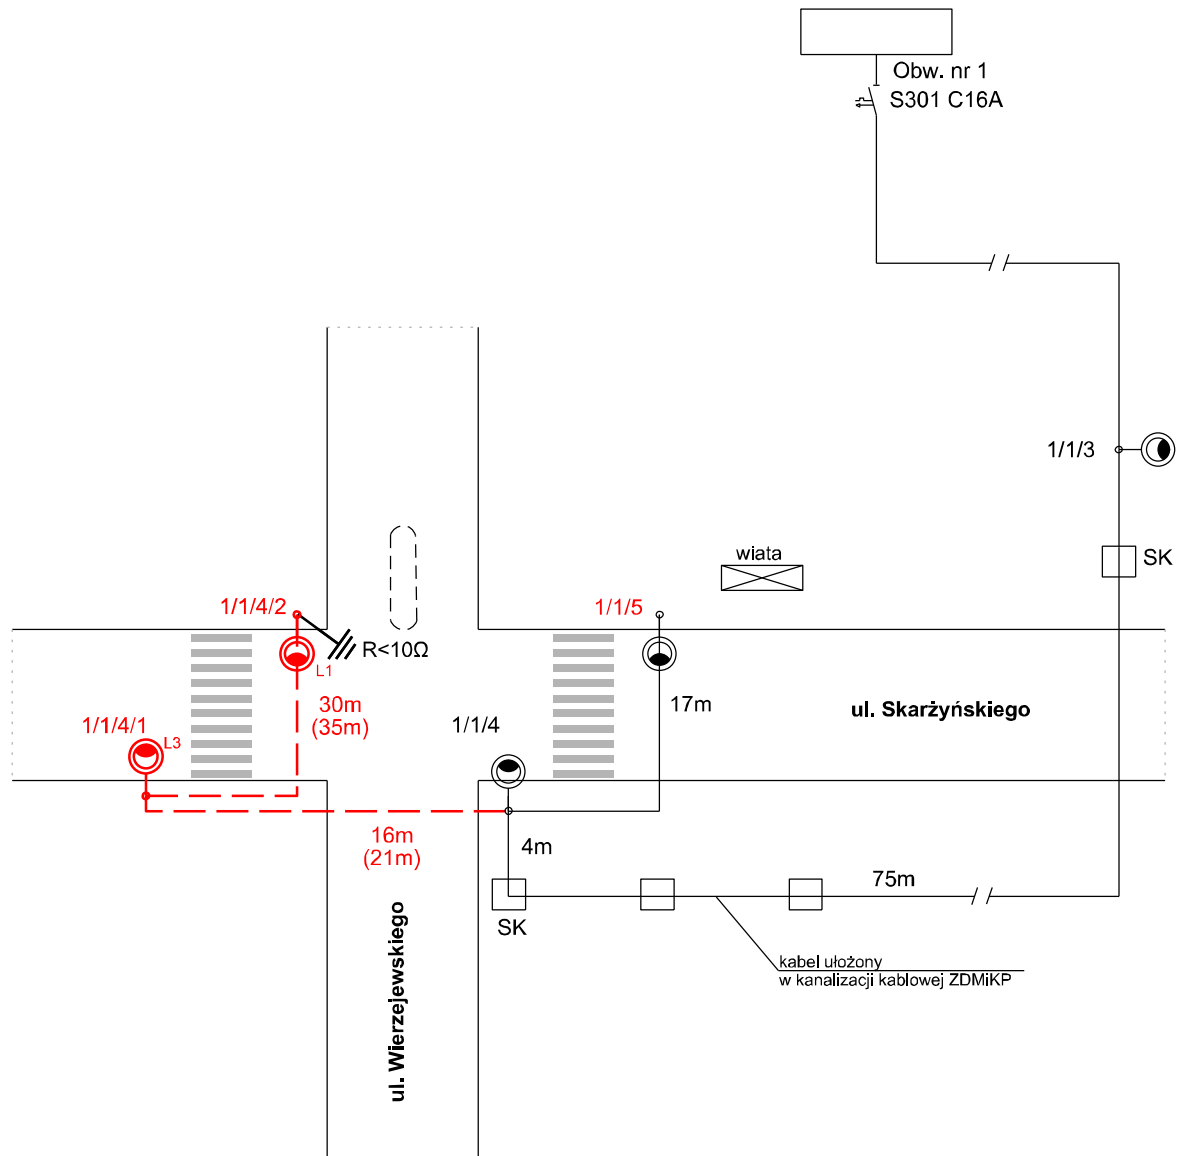 Obw. nr 1
S301 C16A
1/1/3
SK
wiata
1/1/4/2
1/1/5
R<10Ω
L1
30m
(35m)
17m
ul. Skarżyńskiego
1/1/4/1
L3
1/1/4
16m
(21m)
4m
75m
SK
kabel ułożony
w kanalizacji kablowej ZDMiKP
ul. Wierzejewskiego